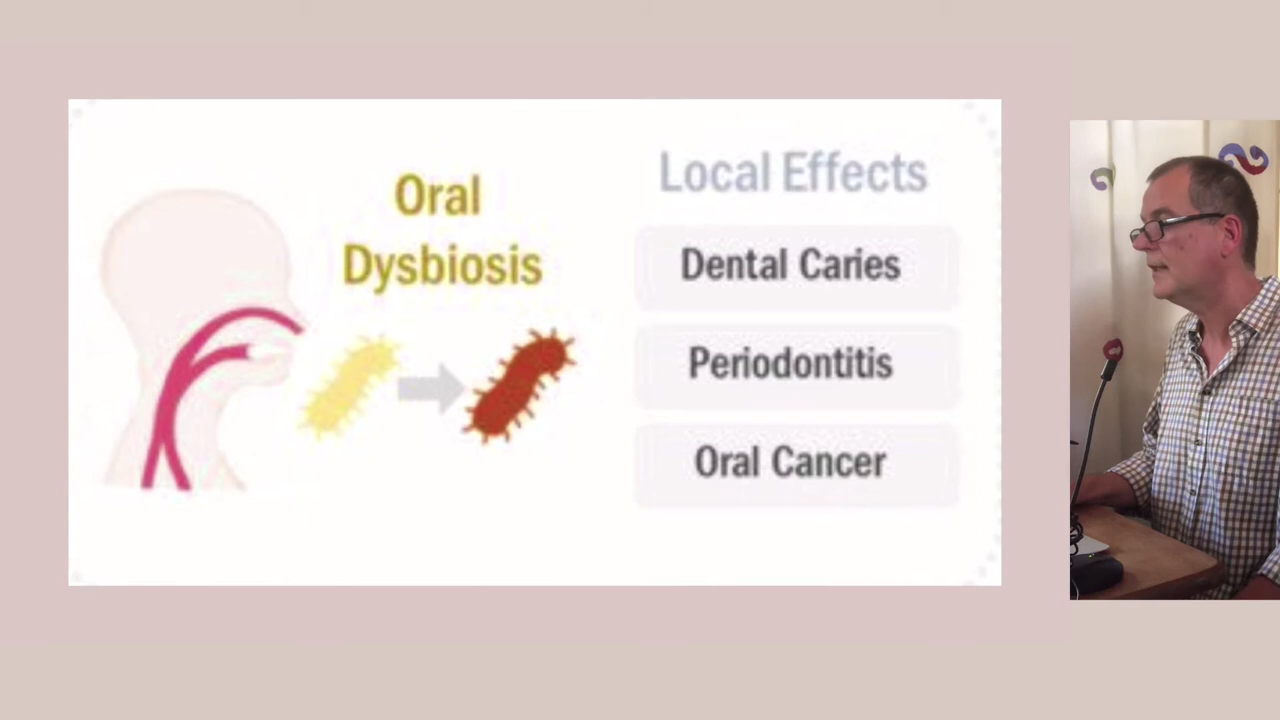 Oral
Dysbiosis
Local Effects
Dental Caries
Periodontitis
Oral Cancer